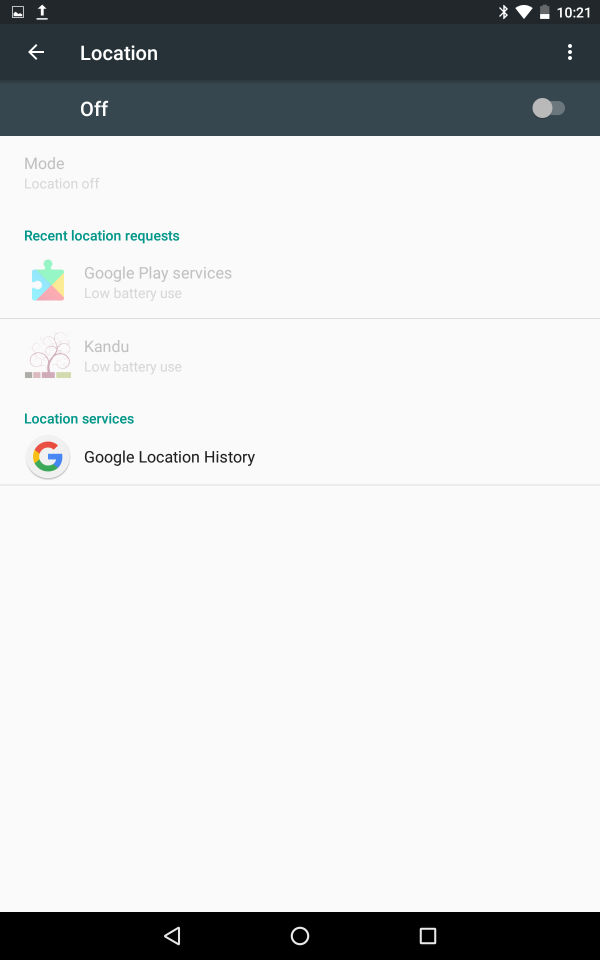 10:21
Location
Off
Mode
Location off
Recent location requests
Google Play services
Low battery use
Kandu
Low battery use
Location services
Google Location History